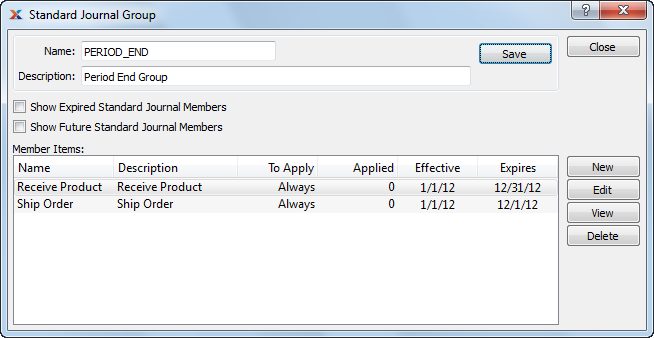 Standard Journal Group
Name: PERIOD_END Save Close
Description: Period End Group
Show Expired Standard Journal Members
Show Future Standard Journal Members
Member Items:
Name Description To Apply Applied Effective Expires New
Receive Product Receive Product Always 0 1/1/12 12/31/12 Edit
Ship Order Ship Order Always 0 1/1/12 12/1/12 View
Delete